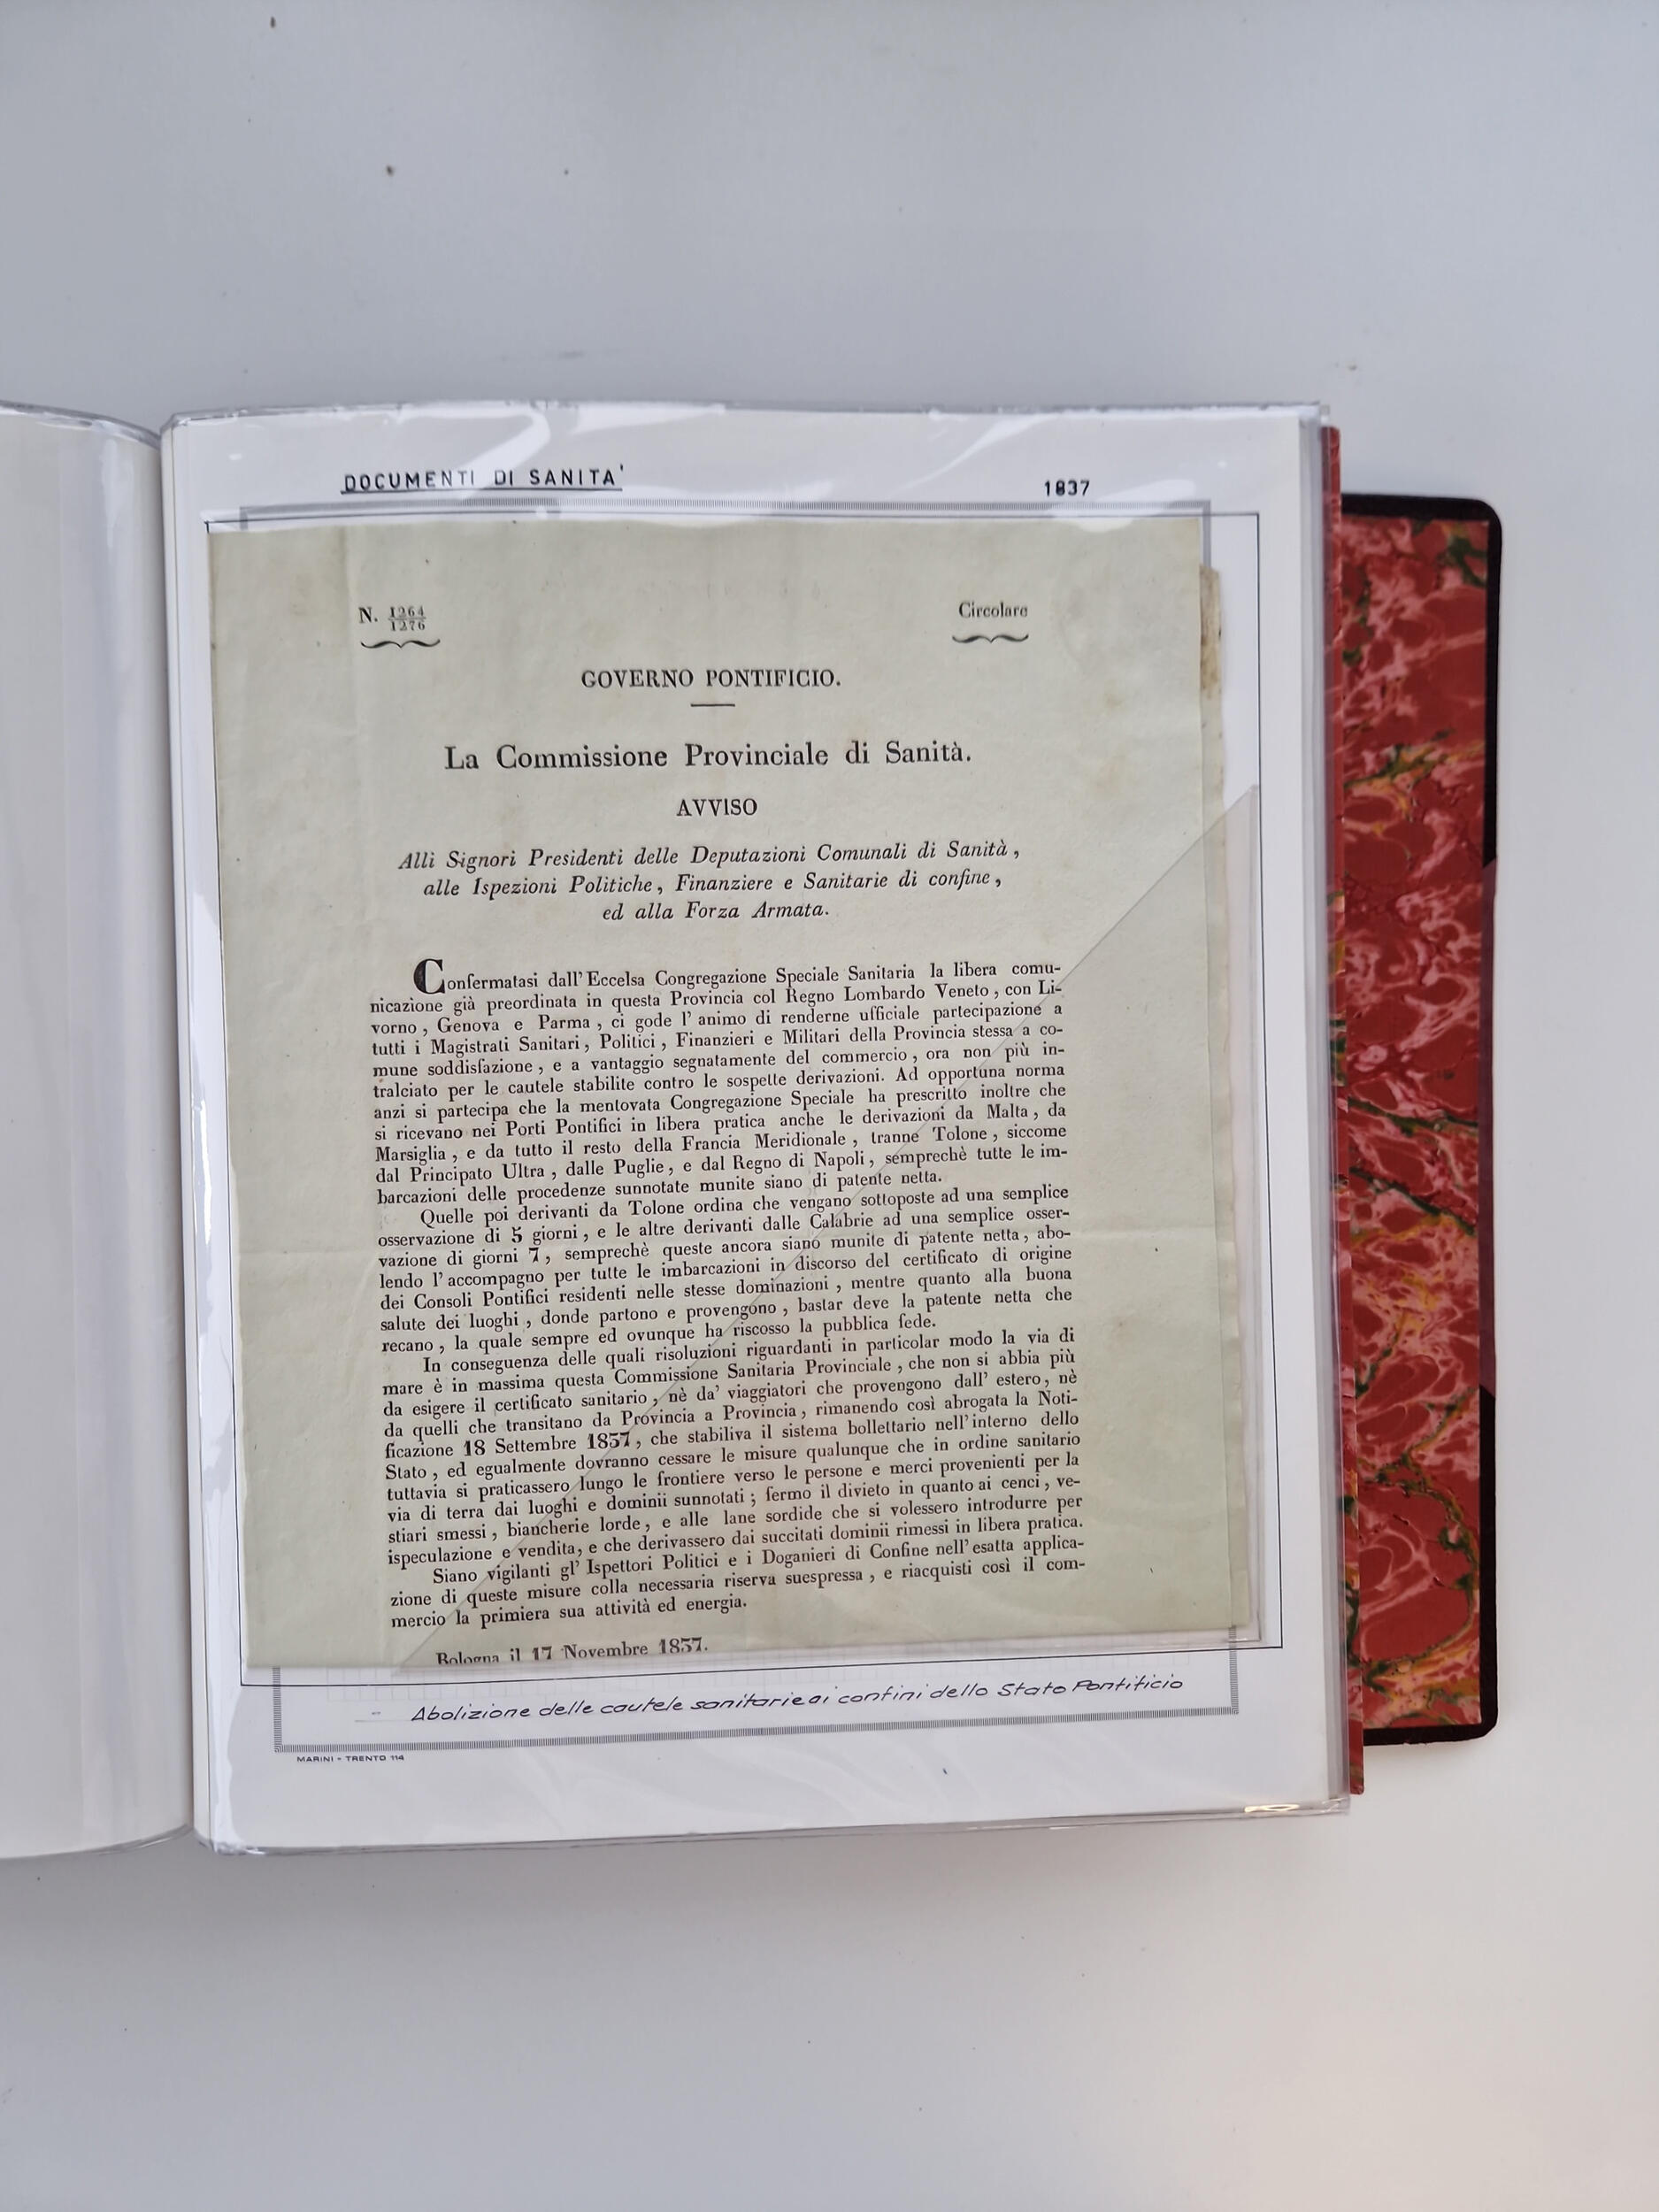 DOCUMENTI DI SANITA'
1837
N. 1264/1276
Circolare
GOVERNO PONTIFICIO.
La Commissione Provinciale di Sanità.
AVVISO
Alli Signori Presidenti delle Deputazioni Comunali di Sanità,
alle Ispezioni Politiche, Finanziere e Sanitarie di confine,
ed alla Forza Armata.
Confermatasi dall'Eccelsa Congregazione Speciale Sanitaria la libera comu-
nicazione già preordinata in questa Provincia col Regno Lombardo Veneto, con Li-
vorno, Genova e Parma, ci gode l'animo di renderne ufficiale partecipazione a
tutti i Magistrati Sanitari, Politici, Finanzieri e Militari della Provincia stessa a co-
mune soddisfazione, e a vantaggio segnatamente del commercio, ora non più in-
tralciato per le cautele stabilite contro le sospette derivazioni. Ad opportuna norma
anzi si partecipa che la mentovata Congregazione Speciale ha prescritto inoltre che
si ricevano nei Porti Pontifici in libera pratica anche le derivazioni da Malta, da
Marsiglia, e da tutto il resto della Francia Meridionale, tranne Tolone, siccome
dal Principato Ultra, dalle Puglie, e dal Regno di Napoli, semprechè tutte le im-
barcazioni delle procedenze sunnotate munite siano di patente netta.
Quelle poi derivanti da Tolone ordina che vengano sottoposte ad una semplice
osservazione di 5 giorni, e le altre derivanti dalle Calabrie ad una semplice osser-
vazione di giorni 7, semprechè queste ancora siano munite di patente netta, abo-
lendo l'accompagno per tutte le imbarcazioni in discorso del certificato di origine
dei Consoli Pontifici residenti nelle stesse dominazioni, mentre quanto alla buona
salute dei luoghi, donde partono e provengono, bastar deve la patente netta che
recano, la quale sempre ed ovunque ha riscosso la pubblica fede.
In conseguenza delle quali risoluzioni riguardanti in particolar modo la via di
mare è in massima questa Commissione Sanitaria Provinciale, che non si abbia più
da esigere il certificato sanitario, nè da' viaggiatori che provengono dall' estero, nè
da quelli che transitano da Provincia a Provincia, rimanendo così abrogata la Noti-
ficazione 18 Settembre 1837, che stabiliva il sistema bollettario nell'interno dello
Stato, ed egualmente dovranno cessare le misure qualunque che in ordine sanitario
tuttavia si praticassero lungo le frontiere verso le persone e merci provenienti per la
via di terra dai luoghi e dominii sunnotati; fermo il divieto in quanto ai cenci, ve-
stiari smessi, biancherie lorde, e alle lane sordide che si volessero introdurre per
ispeculazione e vendita, e che derivassero dai succitati dominii rimessi in libera pratica.
Siano vigilanti gl' Ispettori Politici e i Doganieri di Confine nell'esatta applica-
zione di queste misure colla necessaria riserva suespressa, e riacquisti così il com-
mercio la primiera sua attività ed energia.
Bologna il 17 Novembre 1837.
- Abolizione delle cautele sanitarie ai confini dello Stato Pontificio
MARINI - TRENTO 114